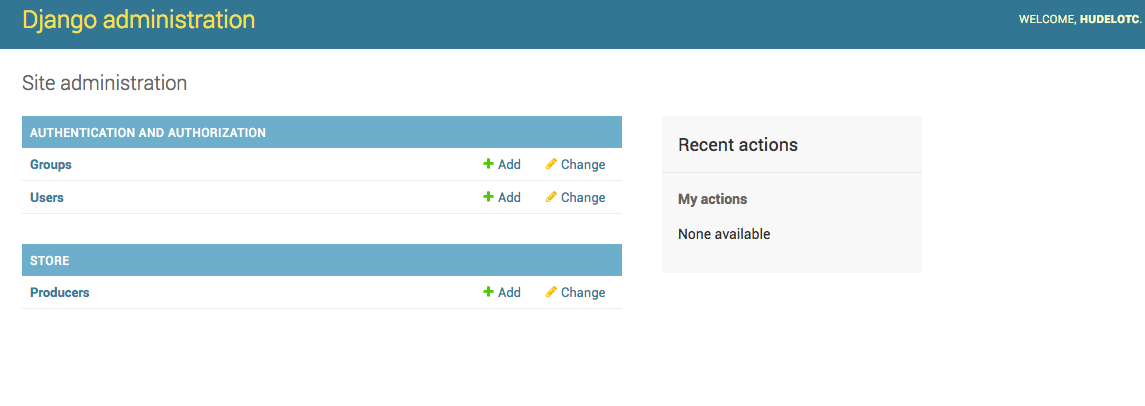 Django administration
WELCOME, HUDELOTC.
Site administration
AUTHENTICATION AND AUTHORIZATION
Groups Add Change
Users Add Change
STORE
Producers Add Change
Recent actions
My actions
None available